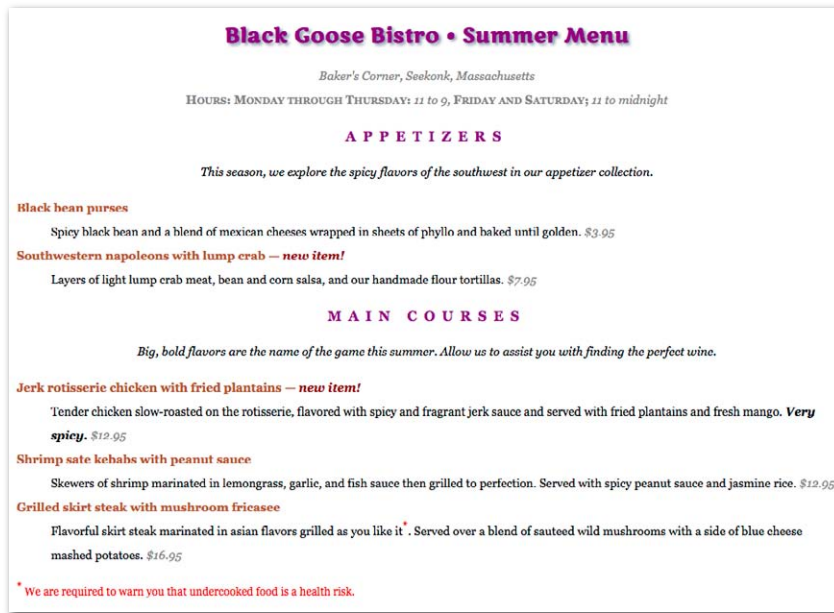 Black Goose Bistro • Summer Menu
Baker's Corner, Seekonk, Massachusetts
Hours: Monday through Thursday: 11 to 9, Friday and Saturday; 11 to midnight
APPETIZERS
This season, we explore the spicy flavors of the southwest in our appetizer collection.
Black bean purses
Spicy black bean and a blend of mexican cheeses wrapped in sheets of phyllo and baked until golden. $3.95
Southwestern napoleons with lump crab — new item!
Layers of light lump crab meat, bean and corn salsa, and our handmade flour tortillas. $7.95
MAIN COURSES
Big, bold flavors are the name of the game this summer. Allow us to assist you with finding the perfect wine.
Jerk rotisserie chicken with fried plantains — new item!
Tender chicken slow-roasted on the rotisserie, flavored with spicy and fragrant jerk sauce and served with fried plantains and fresh mango. Very
spicy. $12.95
Shrimp sate kebabs with peanut sauce
Skewers of shrimp marinated in lemongrass, garlic, and fish sauce then grilled to perfection. Served with spicy peanut sauce and jasmine rice. $12.95
Grilled skirt steak with mushroom fricasee
Flavorful skirt steak marinated in asian flavors grilled as you like it*. Served over a blend of sauteed wild mushrooms with a side of blue cheese
mashed potatoes. $16.95
* We are required to warn you that undercooked food is a health risk.